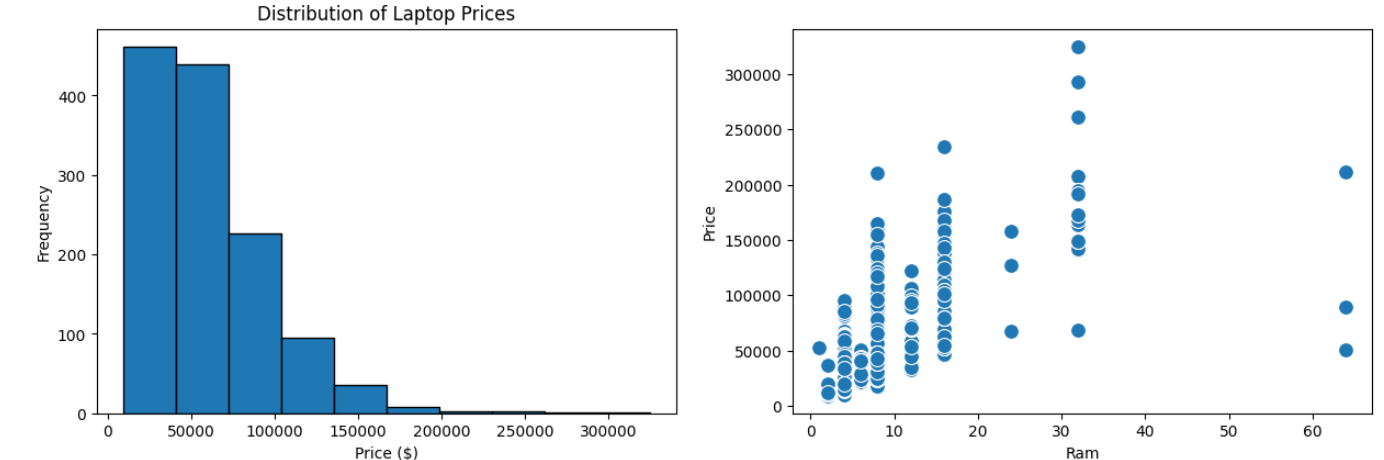 Distribution of Laptop Prices
400
300
200
100
0
Frequency
0 50000 100000 150000 200000 250000 300000
Price ($)
300000
250000
200000
150000
100000
50000
0
Price
0 10 20 30 40 50 60
Ram